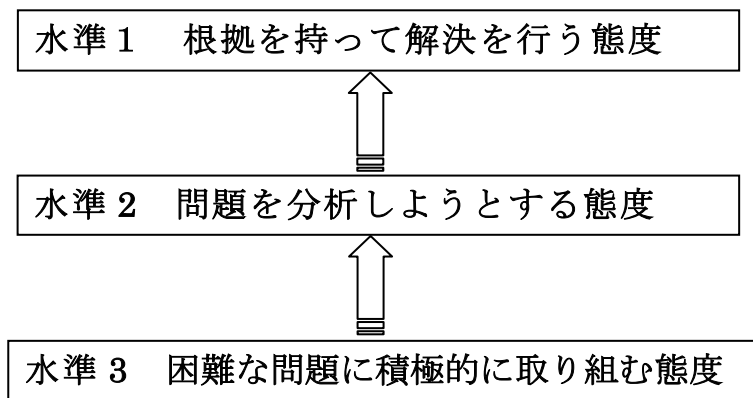 水準１　根拠を持って解決を行う態度
水準２　問題を分析しようとする態度
水準３　困難な問題に積極的に取り組む態度